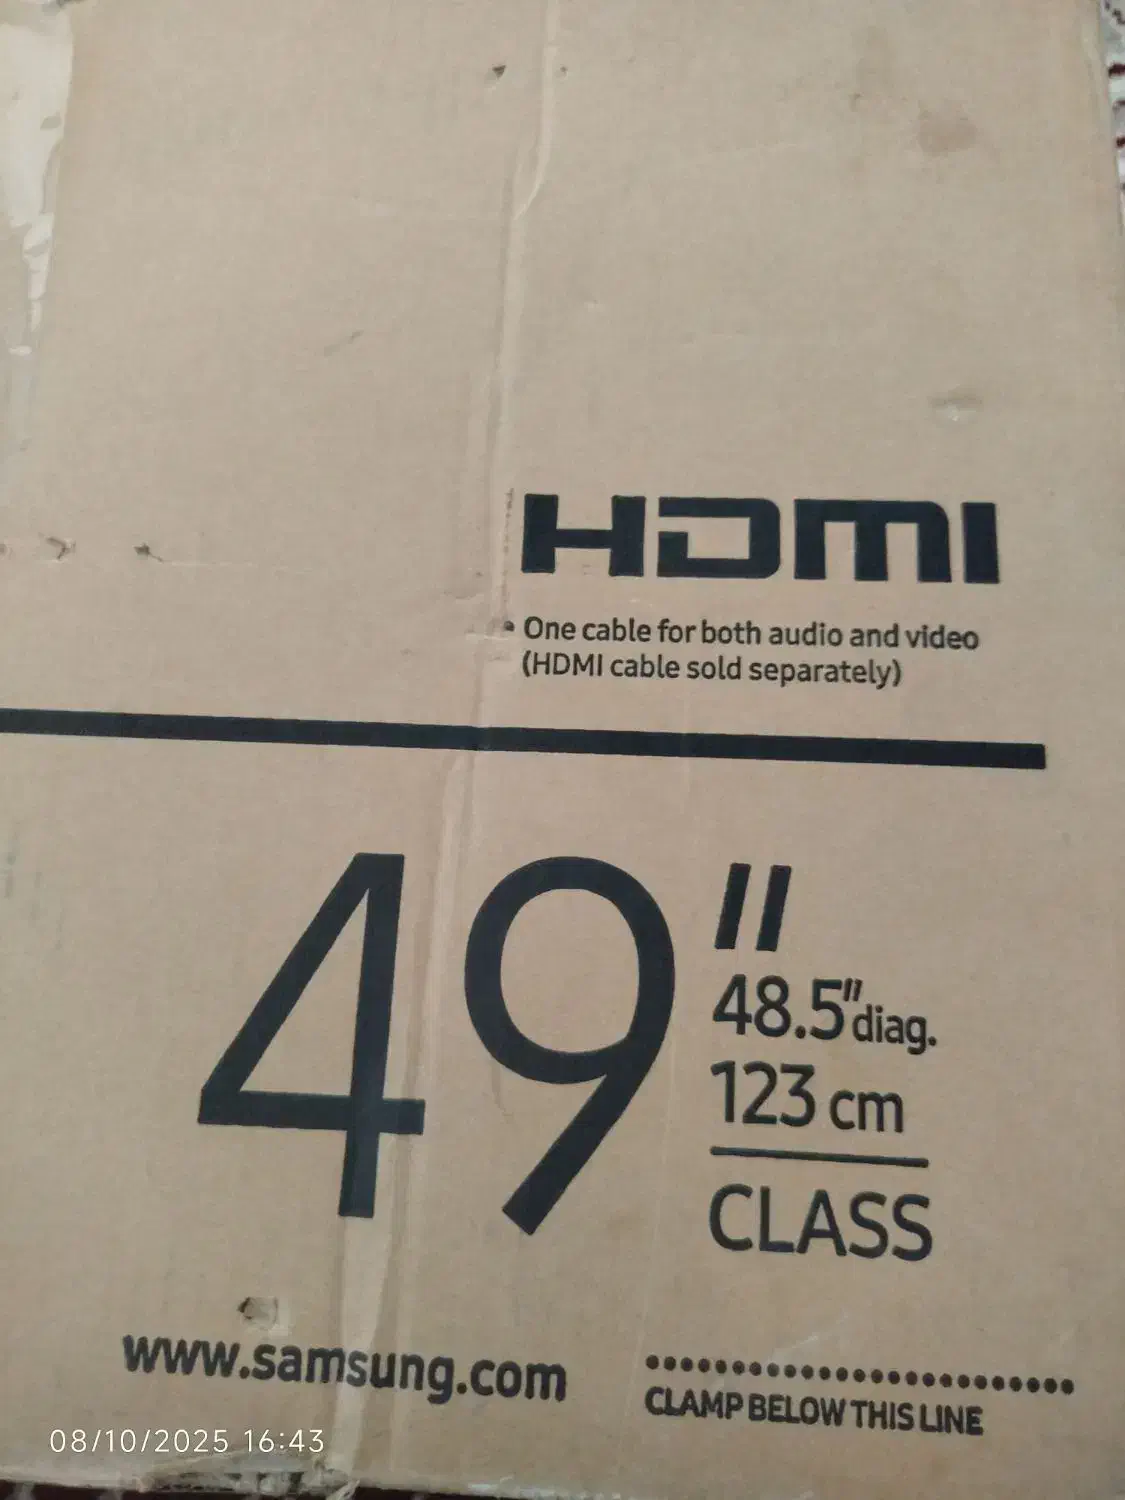 HDMI
• One cable for both audio and video
(HDMI cable sold separately)
49"
48.5"diag.
123 cm
CLASS
www.samsung.com
CLAMP BELOW THIS LINE
08/10/2025 16:43